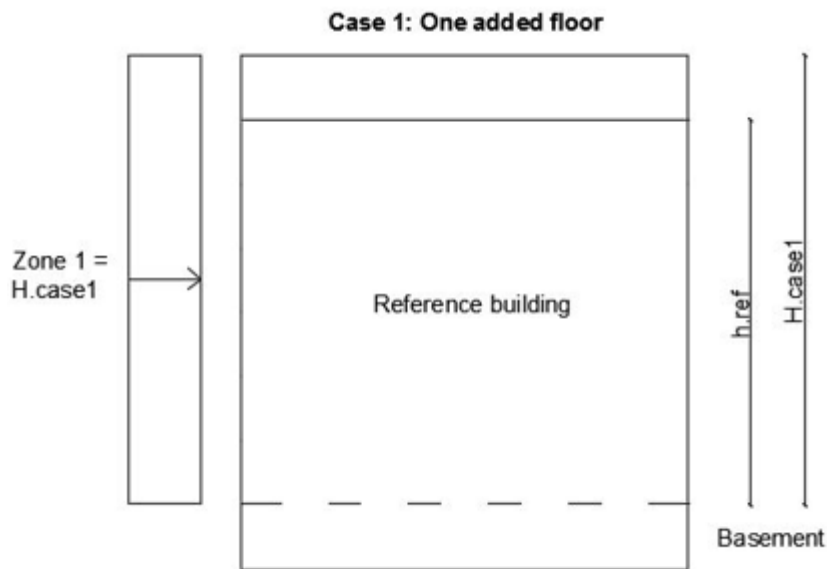 Case 1: One added floor
Zone 1 =
H.case1
Reference building
h.ref
H.case1
Basement